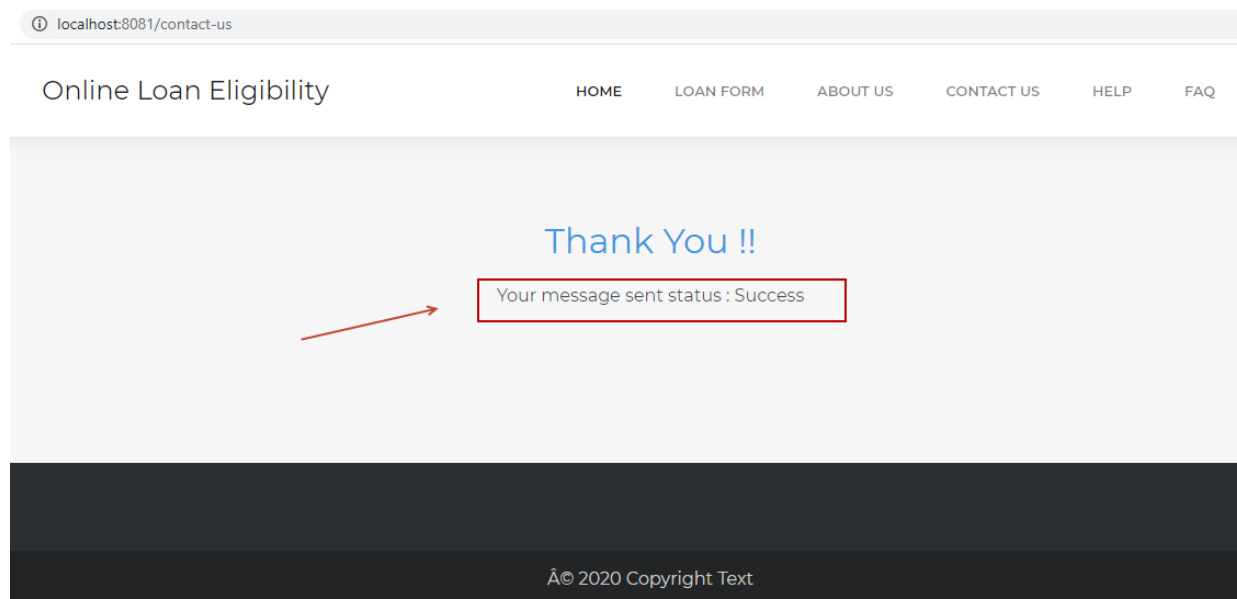 localhost:8081/contact-us
Online Loan Eligibility
HOME LOAN FORM ABOUT US CONTACT US HELP FAQ
Thank You !!
Your message sent status : Success
Â© 2020 Copyright Text